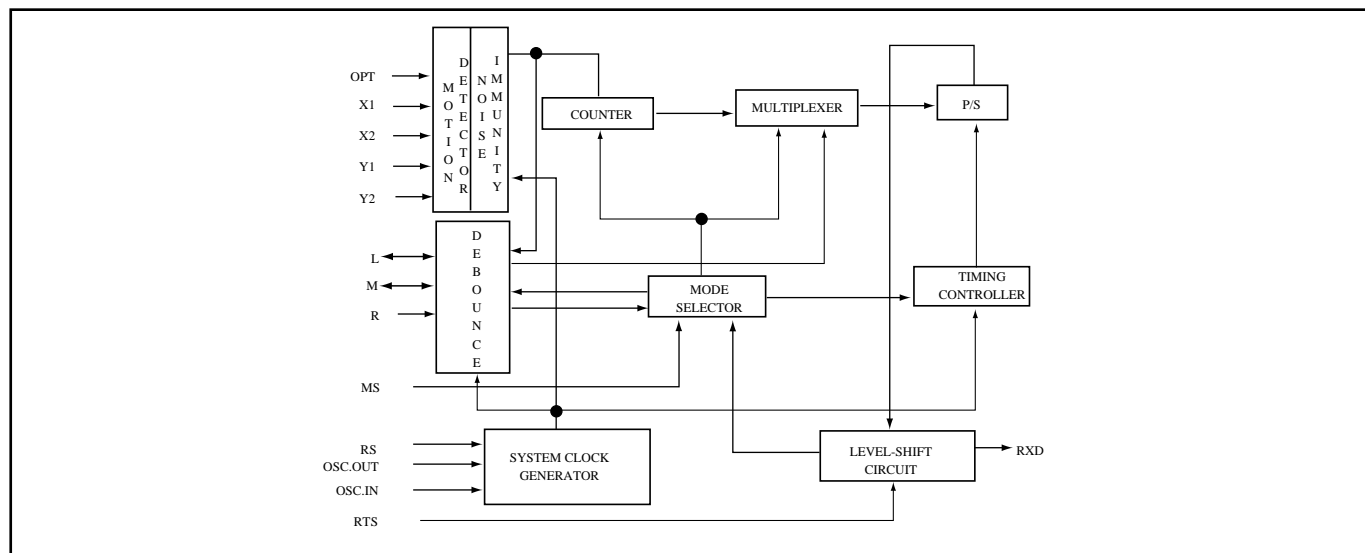 OPT
X1
X2
Y1
Y2
MOTION
DETECTOR
NOISE
IMMUNITY
COUNTER
MULTIPLEXER
P/S
L
M
R
DEBOUNCE
MODE
SELECTOR
TIMING
CONTROLLER
MS
RS
OSC.OUT
OSC.IN
RTS
SYSTEM CLOCK
GENERATOR
LEVEL-SHIFT
CIRCUIT
RXD